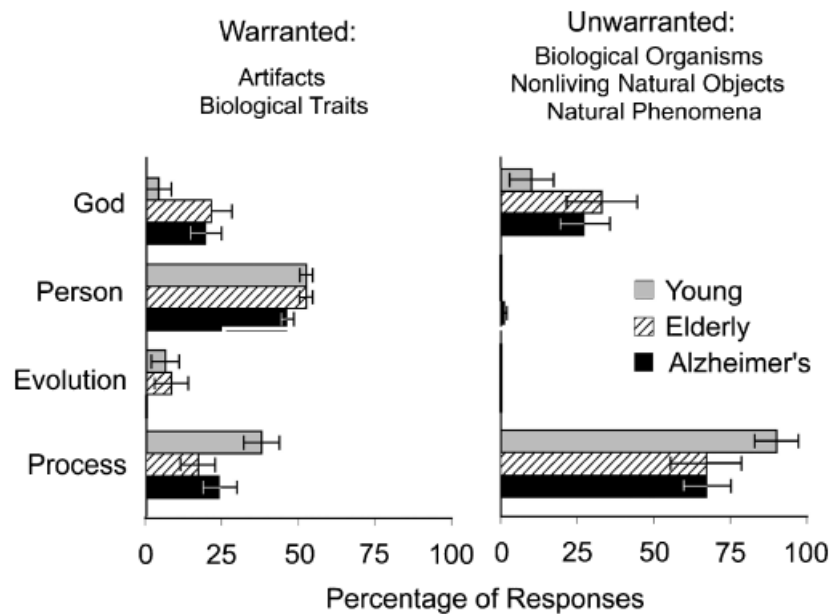 Warranted:
Artifacts
Biological Traits
Unwarranted:
Biological Organisms
Nonliving Natural Objects
Natural Phenomena
God
Person
Evolution
Process
Young
Elderly
Alzheimer's
0 25 50 75 100
0 25 50 75 100
Percentage of Responses